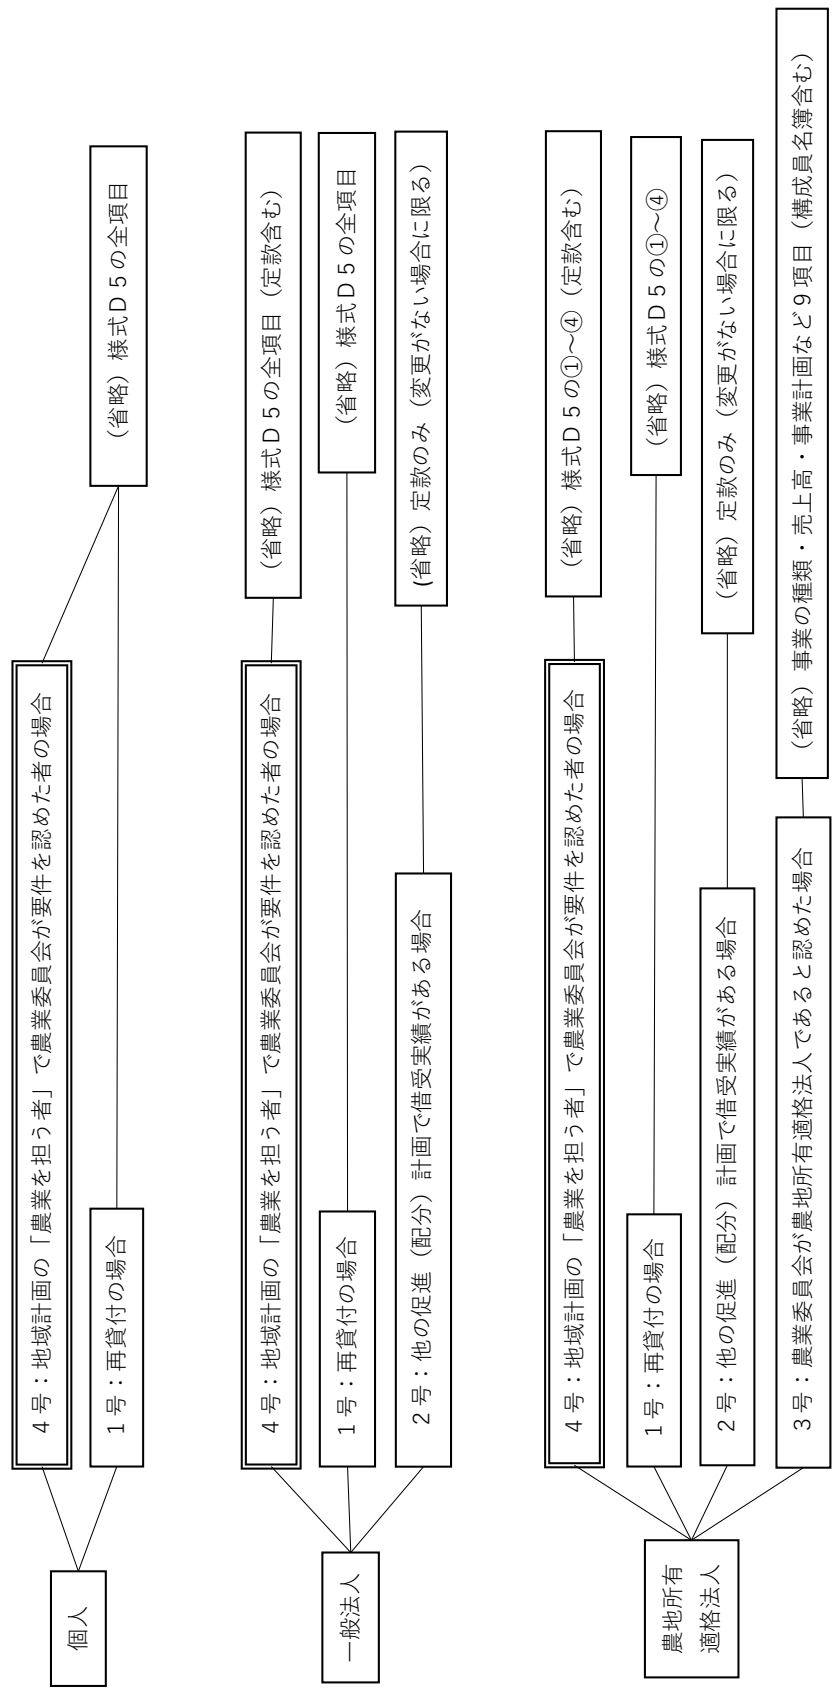 個人
４号：地域計画の「農業を担う者」で農業委員会が要件を認めた者の場合
１号：再貸付の場合
（省略）様式Ｄ５の全項目
一般法人
４号：地域計画の「農業を担う者」で農業委員会が要件を認めた者の場合
（省略）様式Ｄ５の全項目（定款含む）
１号：再貸付の場合
（省略）様式Ｄ５の全項目
２号：他の促進（配分）計画で借受実績がある場合
(省略）定款のみ（変更がない場合に限る）
農地所有
適格法人
４号：地域計画の「農業を担う者」で農業委員会が要件を認めた者の場合
（省略）様式Ｄ５の①～④（定款含む）
１号：再貸付の場合
（省略）様式Ｄ５の①～④
２号：他の促進（配分）計画で借受実績がある場合
（省略）定款のみ（変更がない場合に限る）
３号：農業委員会が農地所有適格法人であると認めた場合
（省略）事業の種類・売上高・事業計画など９項目（構成員名簿含む）